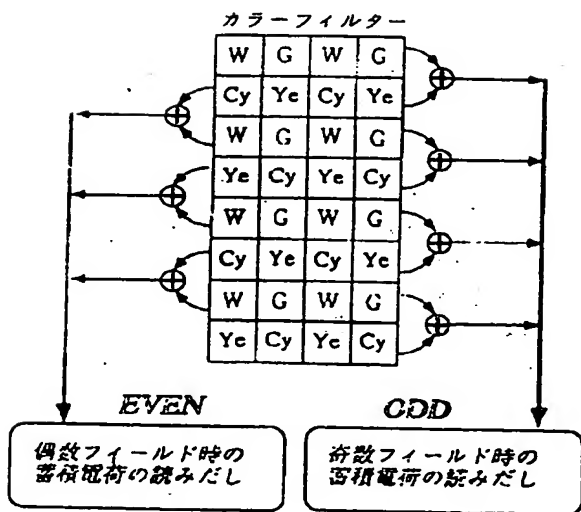 カラーフィルター
W G W G
Cy Ye Cy Ye
W G W G
Ye Cy Ye Cy
W G W G
Cy Ye Cy Ye
W G W G
Ye Cy Ye Cy
EVEN
ODD
偶数フィールド時の
蓄積電荷の読みだし
奇数フィールド時の
蓄積電荷の読みだし